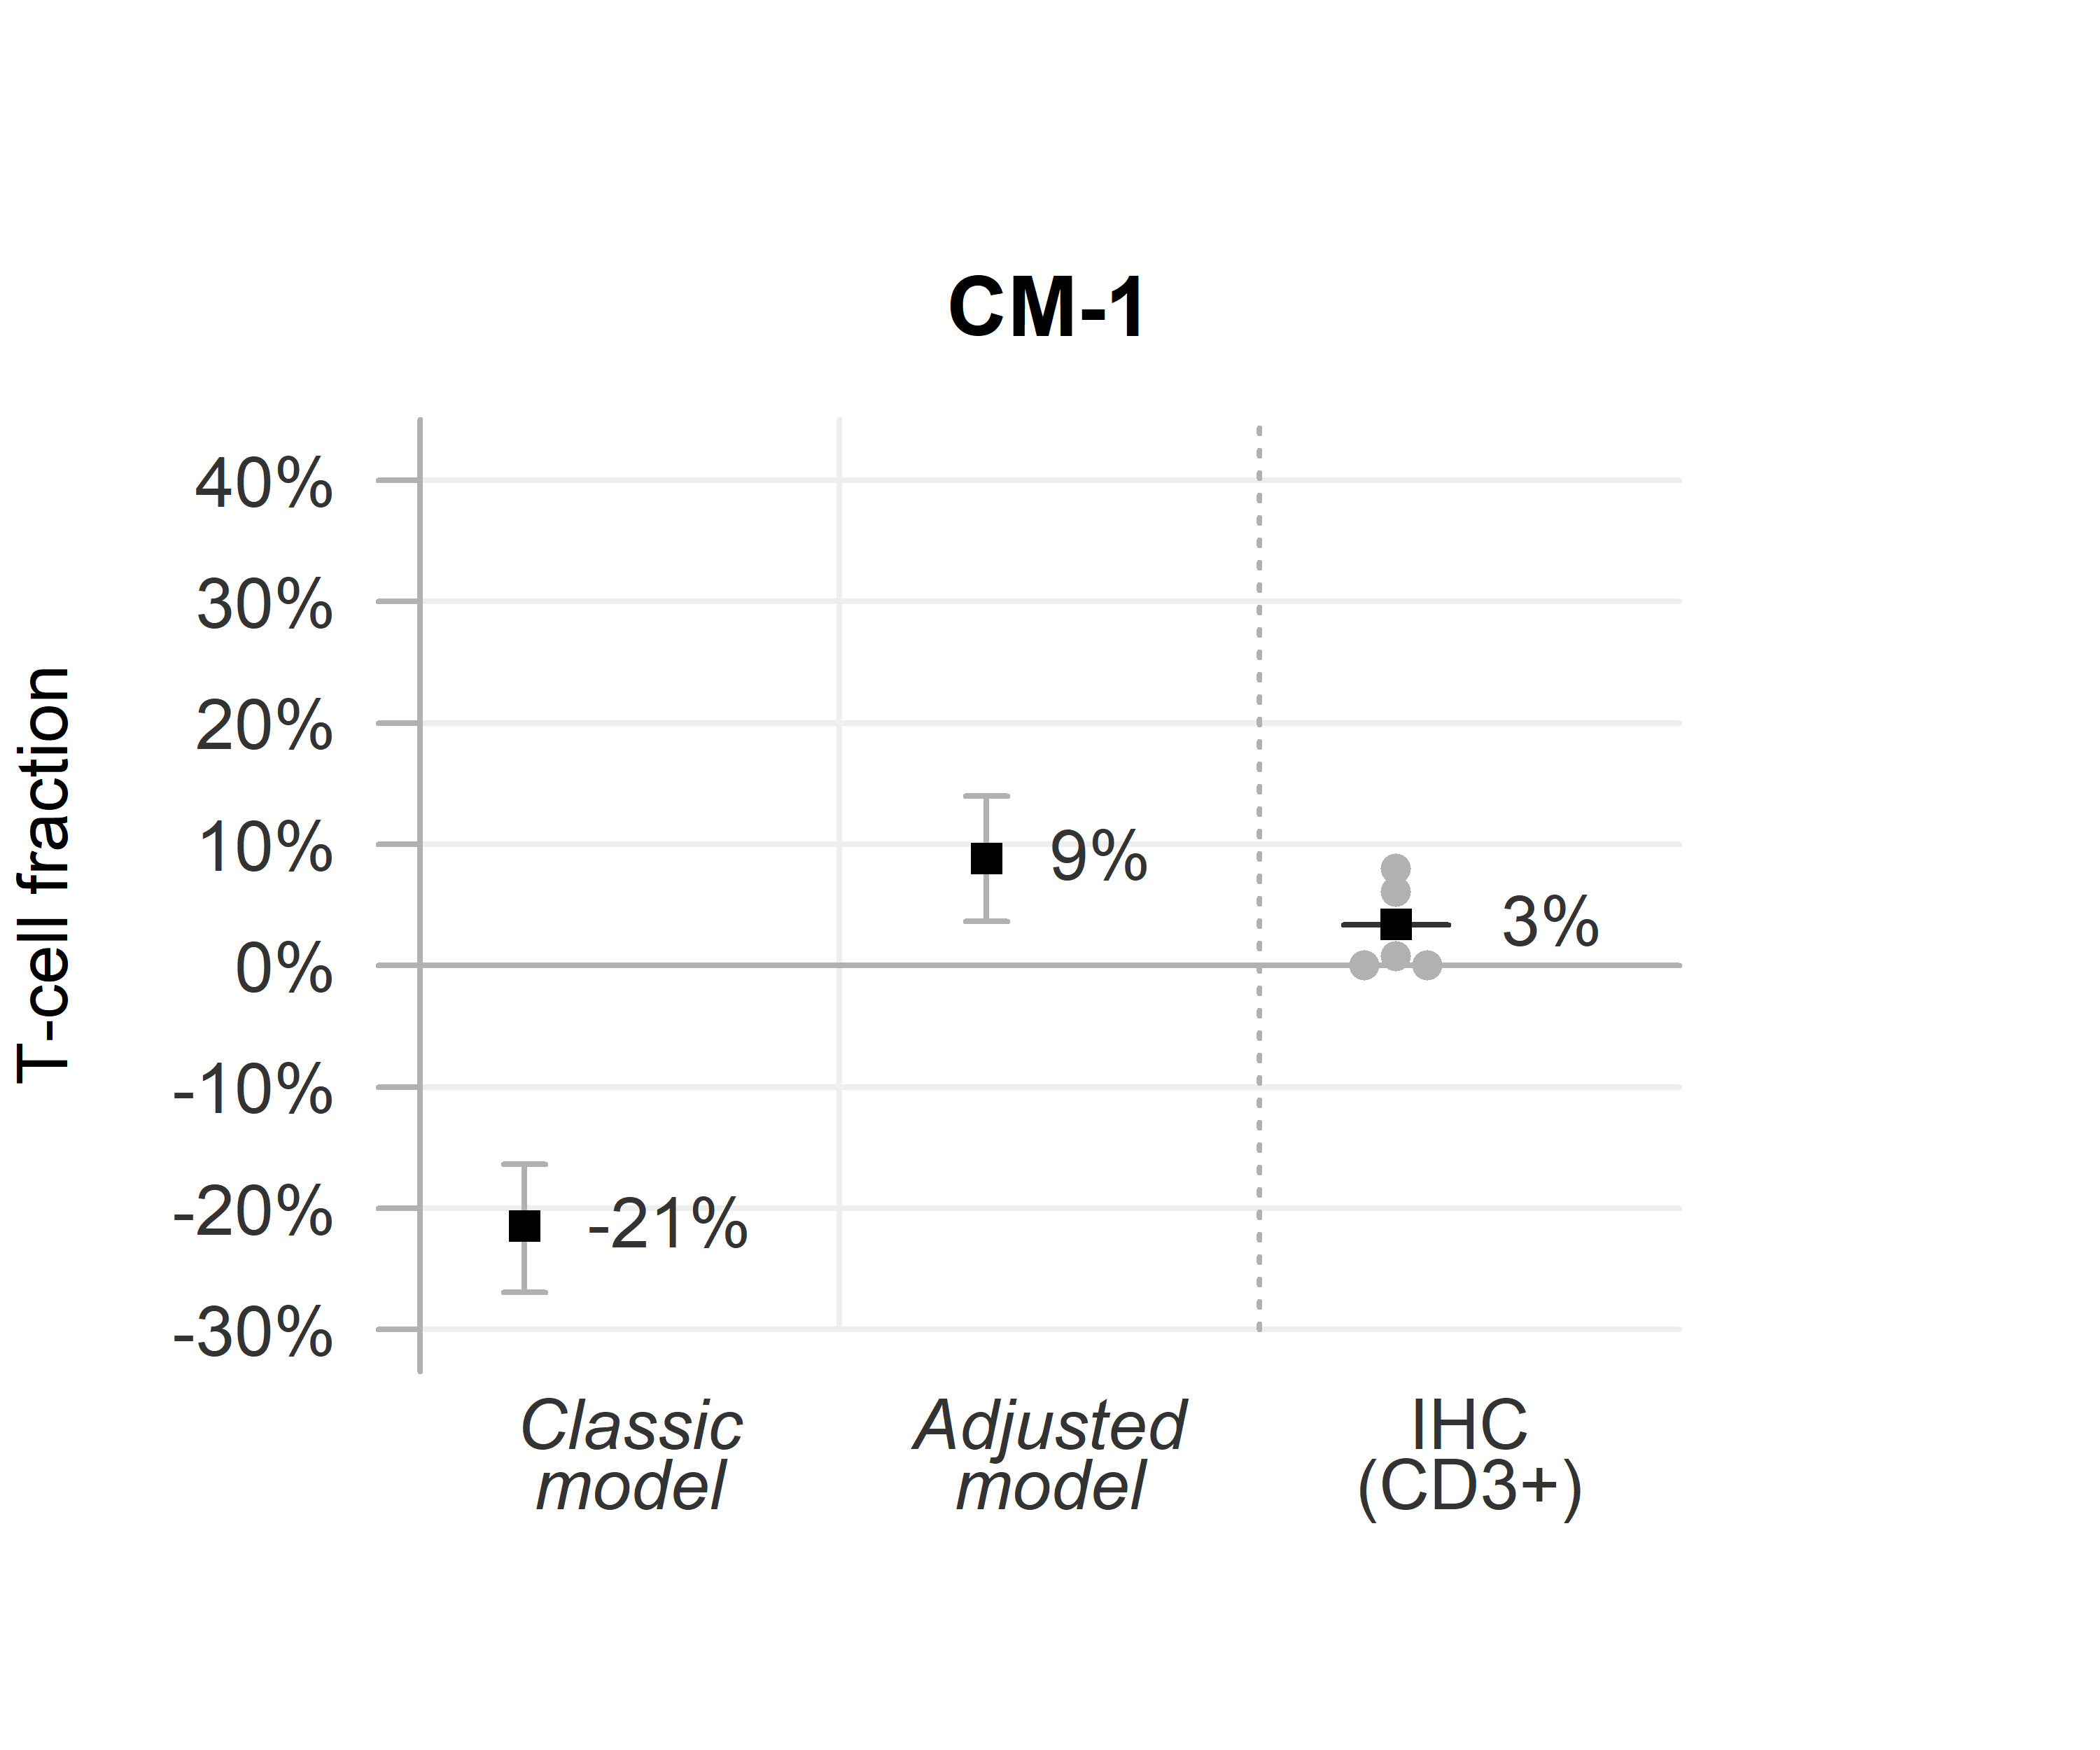 CM-1
T-cell fraction
40%
30%
20%
10%
0%
-10%
-20%
-30%
-21%
9%
3%
Classic
model
Adjusted
model
IHC
(CD3+)